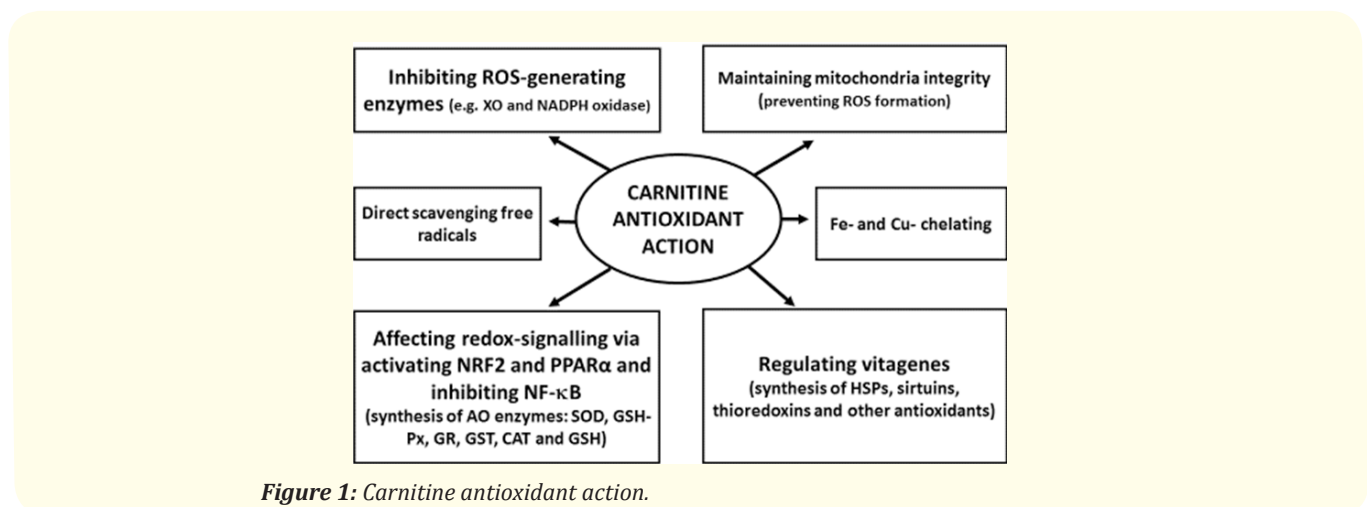 Inhibiting ROS-generating
enzymes (e.g. XO and NADPH oxidase)
Maintaining mitochondria integrity
(preventing ROS formation)
CARNITINE
ANTIOXIDANT
ACTION
Direct scavenging free
radicals
Fe- and Cu- chelating
Affecting redox-signalling via
activating NRF2 and PPARα and
inhibiting NF-κB
(synthesis of AO enzymes: SOD, GSH-
Px, GR, GST, CAT and GSH)
Regulating vitagenes
(synthesis of HSPs, sirtuins,
thioredoxins and other antioxidants)
Figure 1: Carnitine antioxidant action.